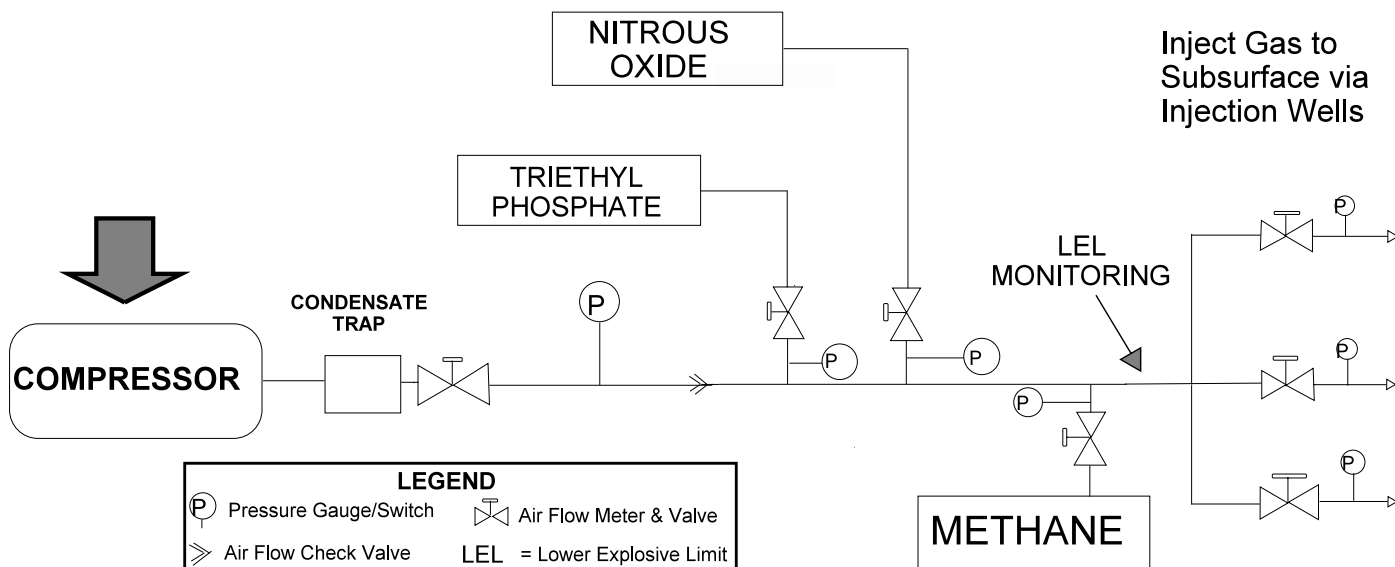 NITROUS
OXIDE
Inject Gas to
Subsurface via
Injection Wells
TRIETHYL
PHOSPHATE
LEL
MONITORING
CONDENSATE
TRAP
COMPRESSOR
P
P
P
P
P
P
P
METHANE
LEGEND
P Pressure Gauge/Switch
Air Flow Meter & Valve
Air Flow Check Valve
LEL = Lower Explosive Limit